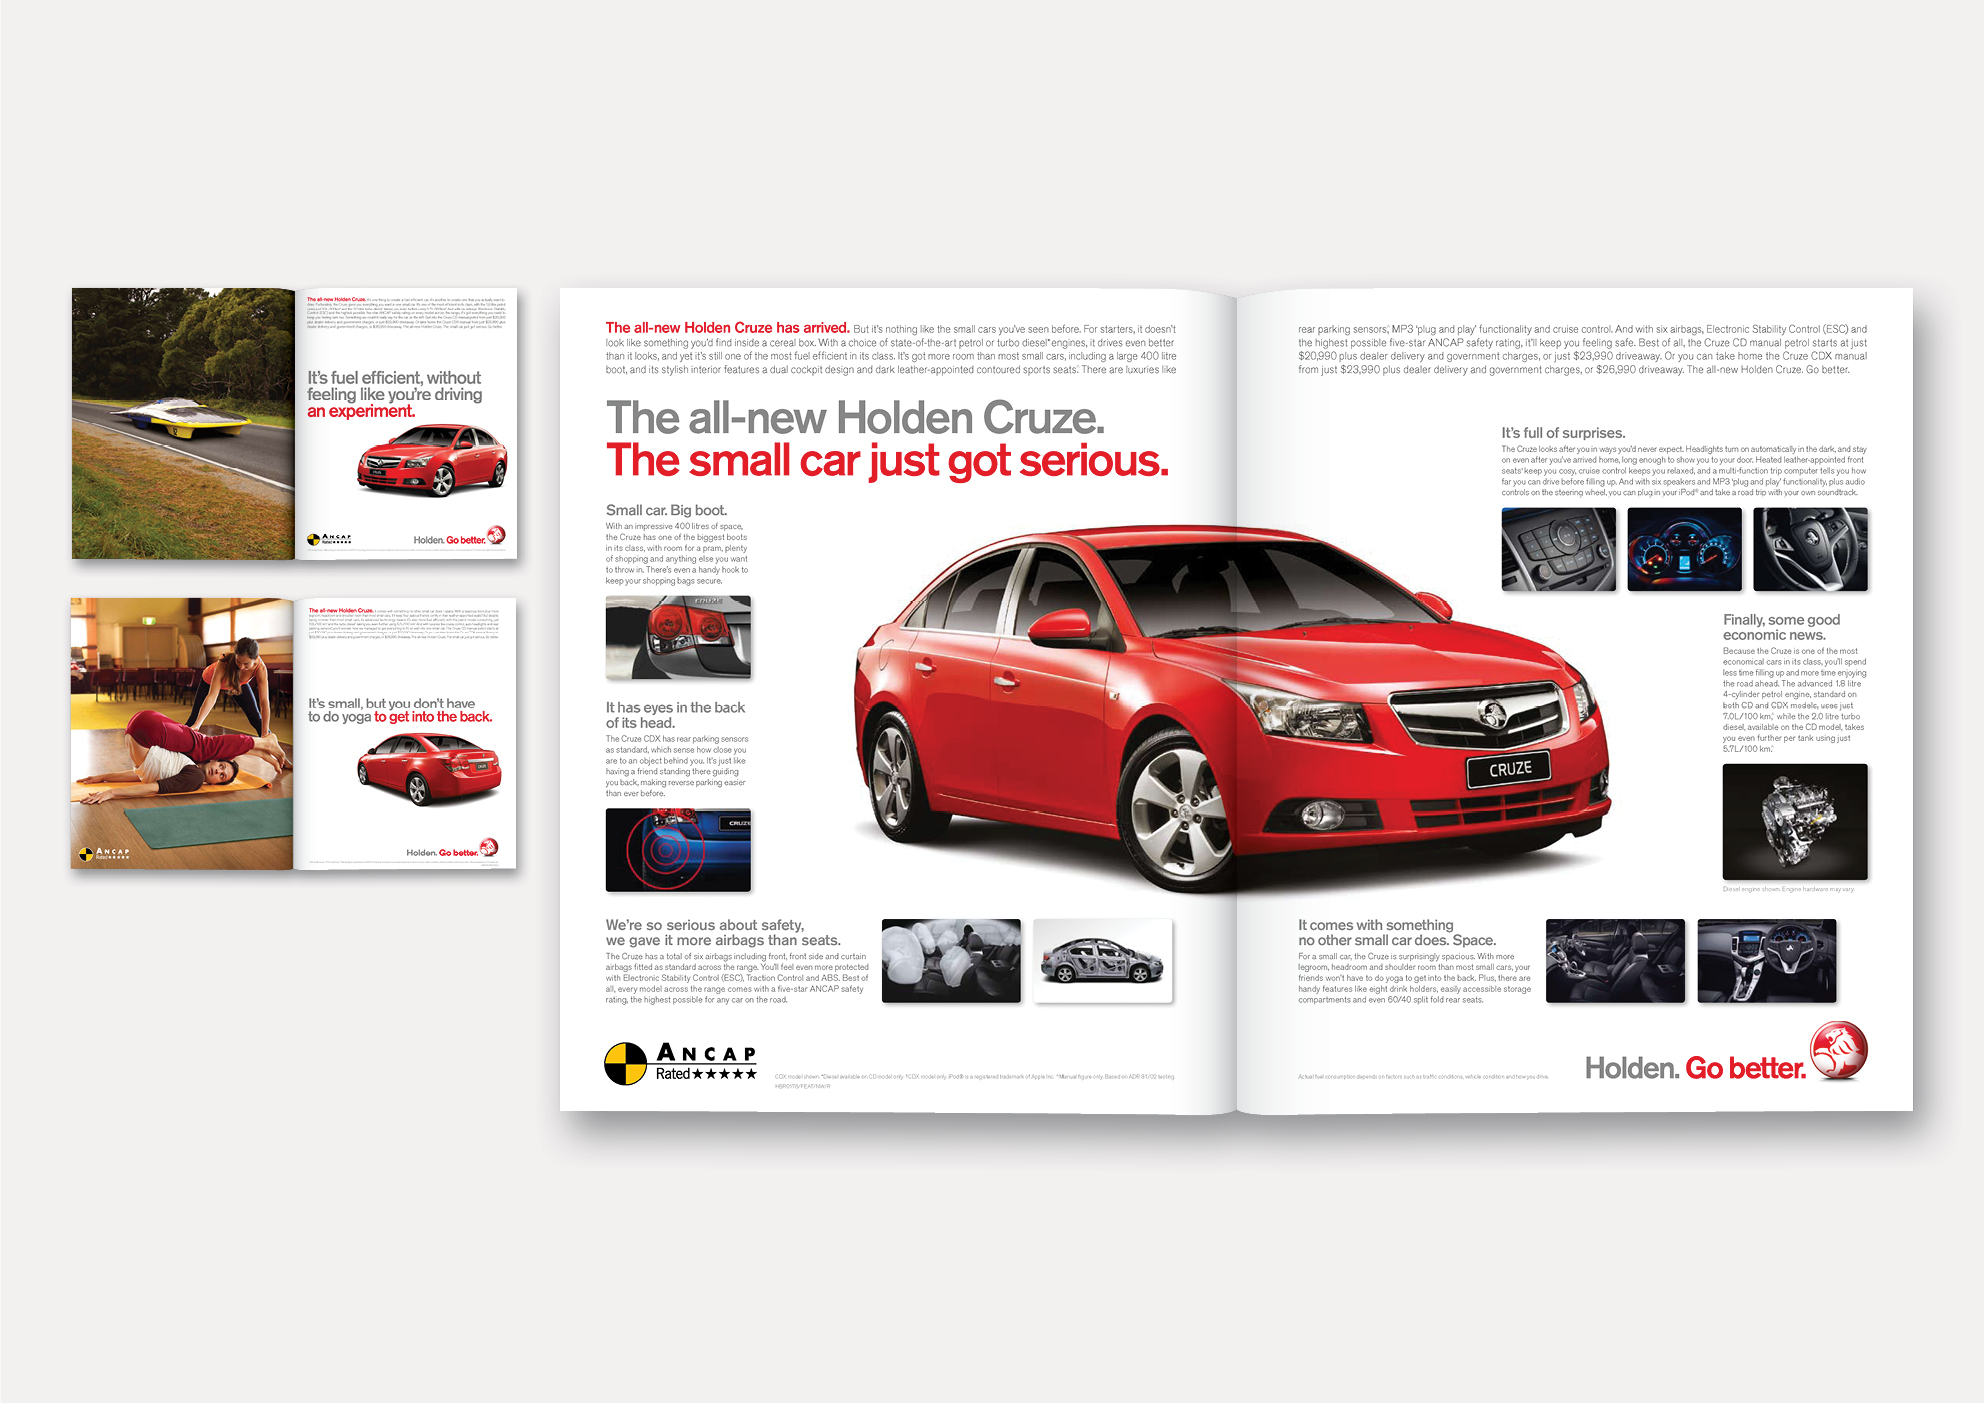 The all-new Holden Cruze.
It's fuel efficient, without
feeling like you're driving
an experiment.
ANCAP
Rated★★★★★
Holden. Go better.
The all-new Holden Cruze.
It's small, but you don't have
to do yoga to get into the back.
ANCAP
Rated★★★★★
Holden. Go better.
The all-new Holden Cruze has arrived. But it's nothing like the small cars you've seen before. For starters, it doesn't
look like something you'd find inside a cereal box. With a choice of state-of-the-art petrol or turbo diesel* engines, it drives even better
than it looks, and yet it's still one of the most fuel efficient in its class. It's got more room than most small cars, including a large 400 litre
boot, and its stylish interior features a dual cockpit design and dark leather-appointed contoured sports seats.† There are luxuries like
rear parking sensors,† MP3 'plug and play' functionality and cruise control. And with six airbags, Electronic Stability Control (ESC) and
the highest possible five-star ANCAP safety rating, it'll keep you feeling safe. Best of all, the Cruze CD manual petrol starts at just
$20,990 plus dealer delivery and government charges, or just $23,990 driveaway. Or you can take home the Cruze CDX manual
from just $23,990 plus dealer delivery and government charges, or $26,990 driveaway. The all-new Holden Cruze. Go better.
The all-new Holden Cruze.
The small car just got serious.
Small car. Big boot.
With an impressive 400 litres of space,
the Cruze has one of the biggest boots
in its class, with room for a pram, plenty
of shopping and anything else you want
to throw in. There's even a handy hook to
keep your shopping bags secure.
CRUZE
It has eyes in the back
of its head.
The Cruze CDX has rear parking sensors
as standard, which sense how close you
are to an object behind you. It's just like
having a friend standing there guiding
you back, making reverse parking easier
than ever before.
CRUZE
CRUZE
It's full of surprises.
The Cruze looks after you in ways you'd never expect. Headlights turn on automatically in the dark, and stay
on even after you've arrived home, long enough to show you to your door. Heated leather-appointed front
seats† keep you cosy, cruise control keeps you relaxed, and a multi-function trip computer tells you how
far you can drive before filling up. And with six speakers and MP3 'plug and play' functionality, plus audio
controls on the steering wheel, you can plug in your iPod® and take a road trip with your own soundtrack.
Finally, some good
economic news.
Because the Cruze is one of the most
economical cars in its class, you'll spend
less time filling up and more time enjoying
the road ahead. The advanced 1.8 litre
4-cylinder petrol engine, standard on
both CD and CDX models, uses just
7.0L/100 km,^ while the 2.0 litre turbo
diesel, available on the CD model, takes
you even further per tank using just
5.7L/100 km.^
Diesel engine shown. Engine hardware may vary.
We're so serious about safety,
we gave it more airbags than seats.
The Cruze has a total of six airbags including front, front side and curtain
airbags fitted as standard across the range. You'll feel even more protected
with Electronic Stability Control (ESC), Traction Control and ABS. Best of
all, every model across the range comes with a five-star ANCAP safety
rating, the highest possible for any car on the road.
It comes with something
no other small car does. Space.
For a small car, the Cruze is surprisingly spacious. With more
legroom, headroom and shoulder room than most small cars, your
friends won't have to do yoga to get into the back. Plus, there are
handy features like eight drink holders, easily accessible storage
compartments and even 60/40 split fold rear seats.
ANCAP
Rated★★★★★
CDX model shown. *Diesel available on CD model only. †CDX model only. iPod® is a registered trademark of Apple Inc. ^Manual figure only. Based on ADR 81/02 testing.
HBR0178/FEAT/NW/R
Actual fuel consumption depends on factors such as traffic conditions, vehicle condition and how you drive.
Holden. Go better.